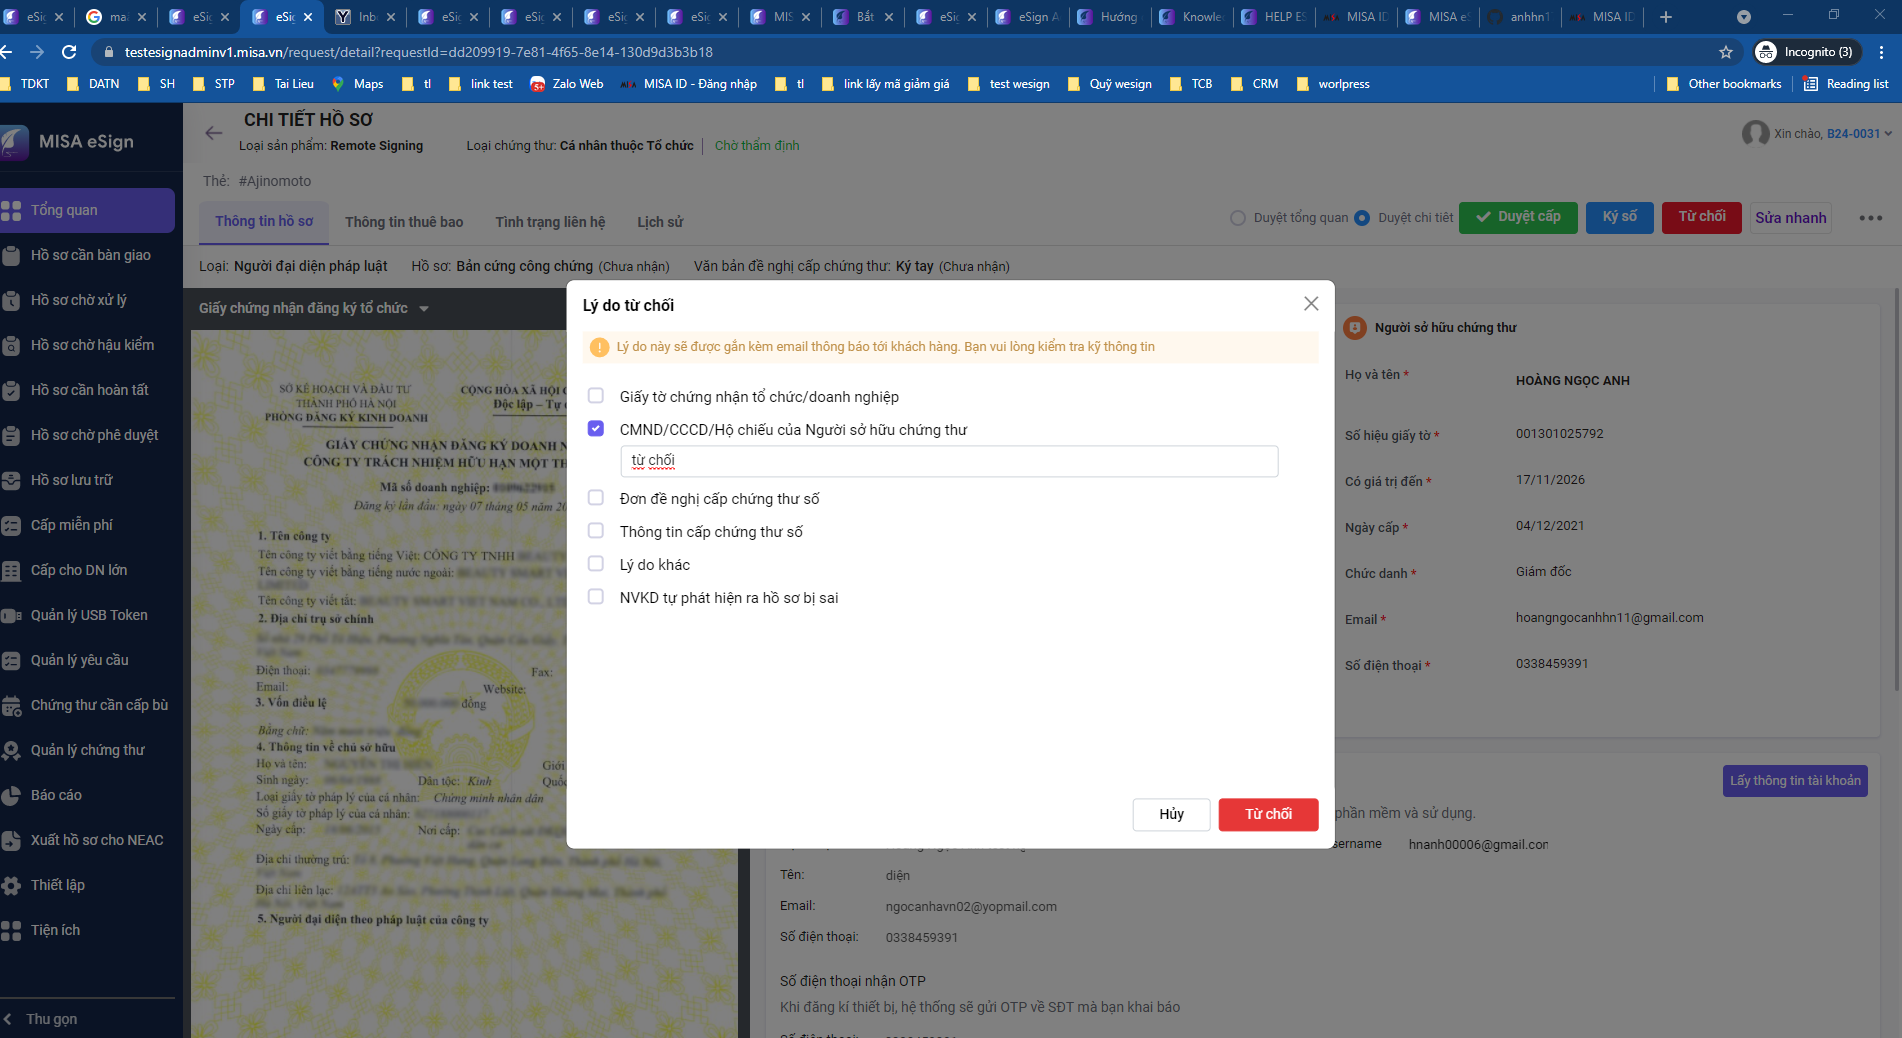 eSig
maã
eSig
eSig
Inb
eSig
eSig
eSig
eSig
MIS
Bắt
eSig
eSign A
Hướng
Knowle
HELP ES
MISA ID
MISA eS
anhhn1
MISA ID
testesignadminv1.misa.vn/request/detail?requestId=dd209919-7e81-4f65-8e14-130d9d3b3b18
Incognito (3)
TDKT
DATN
SH
STP
Tai Lieu
Maps
tl
link test
Zalo Web
MISA ID - Đăng nhập
tl
link lấy mã giảm giá
test wesign
Quỹ wesign
TCB
CRM
worlpress
Other bookmarks
Reading list
MISA eSign
Tổng quan
Hồ sơ cần bàn giao
Hồ sơ chờ xử lý
Hồ sơ chờ hậu kiểm
Hồ sơ cần hoàn tất
Hồ sơ chờ phê duyệt
Hồ sơ lưu trữ
Cấp miễn phí
Cấp cho DN lớn
Quản lý USB Token
Quản lý yêu cầu
Chứng thư cần cấp bù
Quản lý chứng thư
Báo cáo
Xuất hồ sơ cho NEAC
Thiết lập
Tiện ích
Thu gọn
CHI TIẾT HỒ SƠ
Loại sản phẩm: Remote Signing
Loại chứng thư: Cá nhân thuộc Tổ chức
Chờ thẩm định
Xin chào, B24-0031
Thẻ: #Ajinomoto
Thông tin hồ sơ
Thông tin thuê bao
Tình trạng liên hệ
Lịch sử
Duyệt tổng quan
Duyệt chi tiết
Duyệt cấp
Ký số
Từ chối
Sửa nhanh
Loại: Người đại diện pháp luật
Hồ sơ: Bản cứng công chứng (Chưa nhận)
Văn bản đề nghị cấp chứng thư: Ký tay (Chưa nhận)
Giấy chứng nhận đăng ký tổ chức
SỞ KẾ HOẠCH VÀ ĐẦU TƯ
THÀNH PHỐ HÀ NỘI
PHÒNG ĐĂNG KÝ KINH DOANH
CỘNG HÒA XÃ HỘI
Độc lập – Tự
GIẤY CHỨNG NHẬN ĐĂNG KÝ DOANH N
CÔNG TY TRÁCH NHIỆM HỮU HẠN MỘT TH
Mã số doanh nghiệp:
Đăng ký lần đầu: ngày 07 tháng 05 năm 20
1. Tên công ty
Tên công ty viết bằng tiếng Việt: CÔNG TY TNHH
Tên công ty viết bằng tiếng nước ngoài:
Tên công ty viết tắt:
2. Địa chỉ trụ sở chính
Điện thoại:
Fax:
Email:
Website:
3. Vốn điều lệ
đồng
Bằng chữ:
4. Thông tin về chủ sở hữu
Họ và tên:
Giới
Sinh ngày:
Dân tộc: Kinh
Quốc
Loại giấy tờ pháp lý của cá nhân: Chứng minh nhân dân
Số giấy tờ pháp lý của cá nhân:
Ngày cấp:
Nơi cấp:
Địa chỉ thường trú:
Địa chỉ liên lạc:
5. Người đại diện theo pháp luật của công ty
Lý do từ chối
Lý do này sẽ được gắn kèm email thông báo tới khách hàng. Bạn vui lòng kiểm tra kỹ thông tin
Giấy tờ chứng nhận tổ chức/doanh nghiệp
CMND/CCCD/Hộ chiếu của Người sở hữu chứng thư
từ chối
Đơn đề nghị cấp chứng thư số
Thông tin cấp chứng thư số
Lý do khác
NVKD tự phát hiện ra hồ sơ bị sai
Hủy
Từ chối
Người sở hữu chứng thư
Họ và tên *
HOÀNG NGỌC ANH
Số hiệu giấy tờ *
001301025792
Có giá trị đến *
17/11/2026
Ngày cấp *
04/12/2021
Chức danh *
Giám đốc
Email *
hoangngocanhhn11@gmail.com
Số điện thoại *
0338459391
Lấy thông tin tài khoản
phần mềm và sử dụng.
sername
hnanh00006@gmail.com
Tên:
diện
Email:
ngocanhavn02@yopmail.com
Số điện thoại:
0338459391
Số điện thoại nhận OTP
Khi đăng kí thiết bị, hệ thống sẽ gửi OTP về SĐT mà bạn khai báo